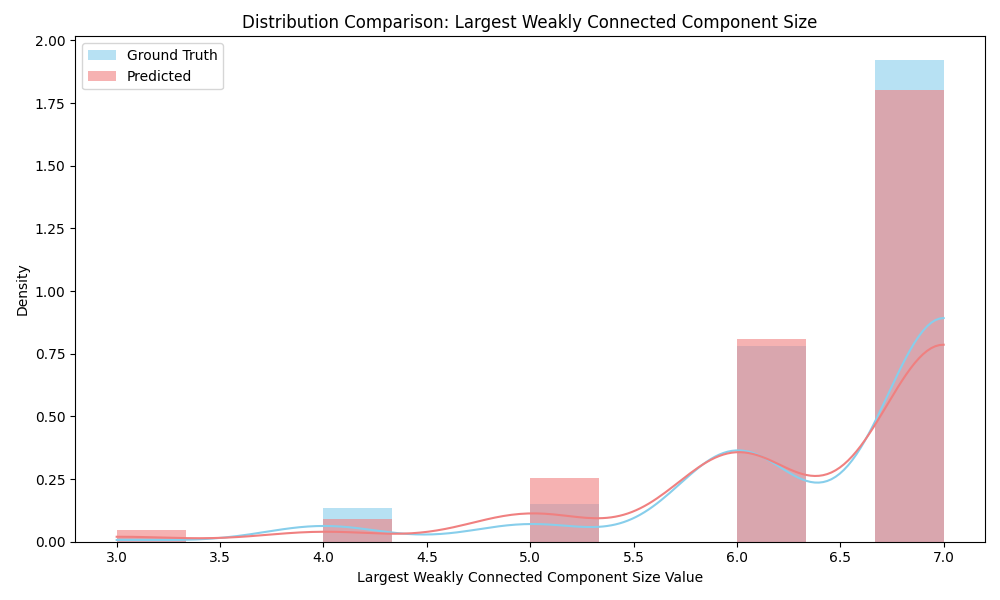 Distribution Comparison: Largest Weakly Connected Component Size
Ground Truth
Predicted
Density
2.00
1.75
1.50
1.25
1.00
0.75
0.50
0.25
0.00
3.0 3.5 4.0 4.5 5.0 5.5 6.0 6.5 7.0
Largest Weakly Connected Component Size Value